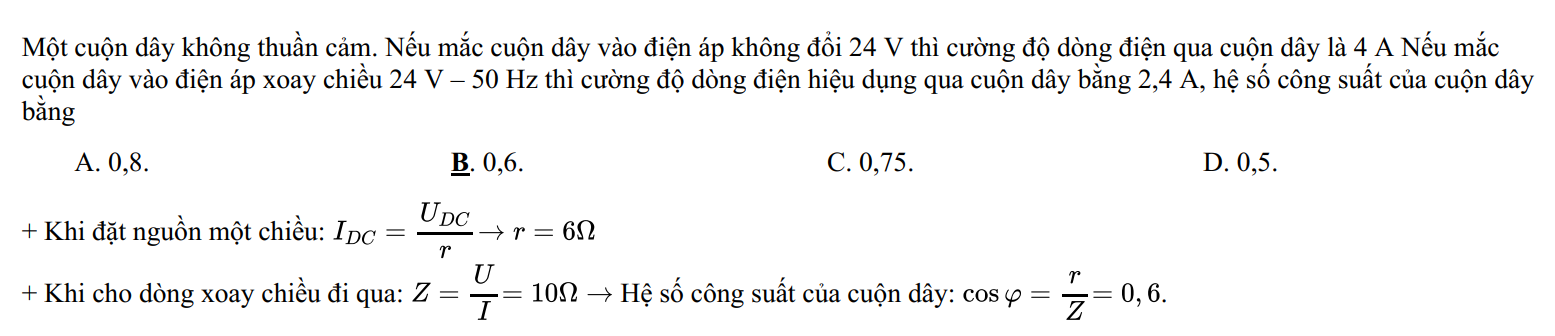 Một cuộn dây không thuần cảm. Nếu mắc cuộn dây vào điện áp không đổi 24 V thì cường độ dòng điện qua cuộn dây là 4 A Nếu mắc
cuộn dây vào điện áp xoay chiều 24 V – 50 Hz thì cường độ dòng điện hiệu dụng qua cuộn dây bằng 2,4 A, hệ số công suất của cuộn dây
bằng
A. 0,8. B. 0,6. C. 0,75. D. 0,5.
+ Khi đặt nguồn một chiều: $I_{DC} = \frac{U_{DC}}{r} \rightarrow r = 6\Omega$
+ Khi cho dòng xoay chiều đi qua: $Z = \frac{U}{I} = 10\Omega \rightarrow$ Hệ số công suất của cuộn dây: $\cos\varphi = \frac{r}{Z} = 0,6.$